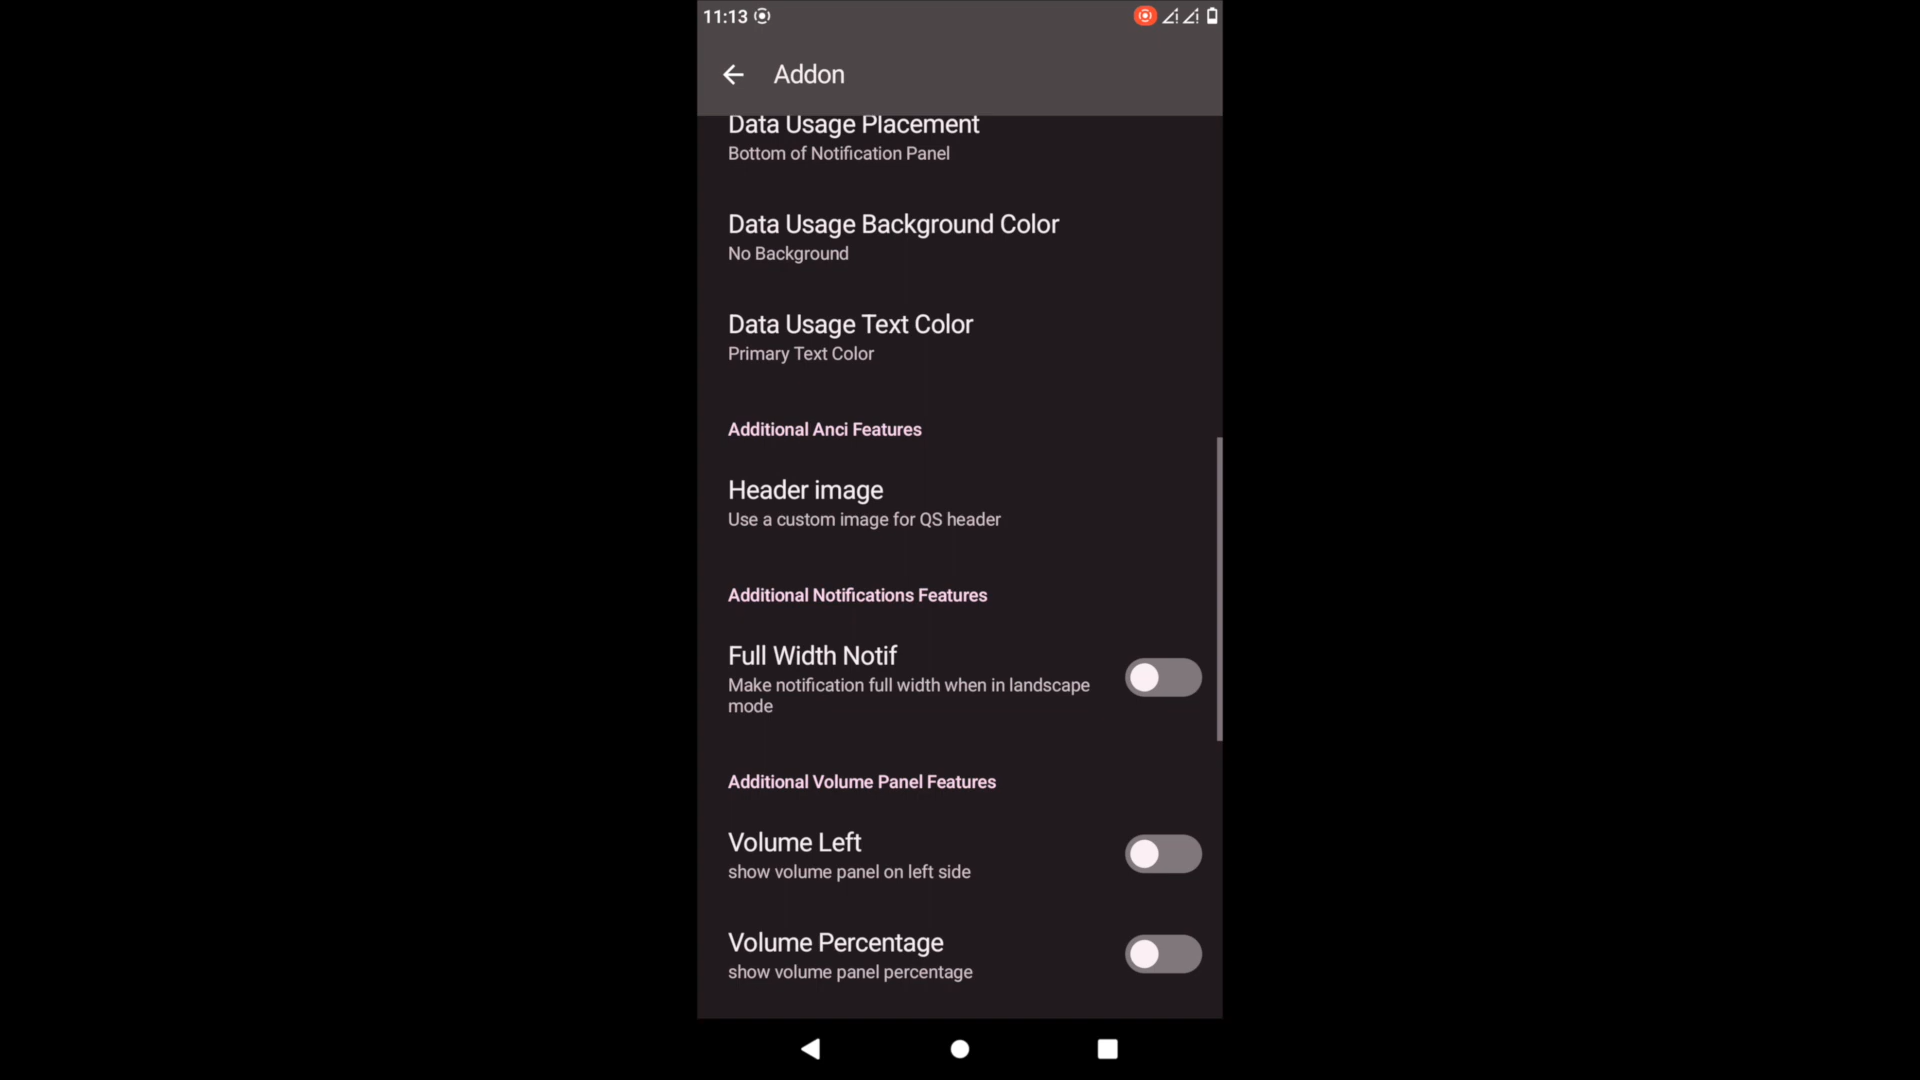 11:13
Addon
Data Usage Placement
Bottom of Notification Panel
Data Usage Background Color
No Background
Data Usage Text Color
Primary Text Color
Additional Anci Features
Header image
Use a custom image for QS header
Additional Notifications Features
Full Width Notif
Make notification full width when in landscape
mode
Additional Volume Panel Features
Volume Left
show volume panel on left side
Volume Percentage
show volume panel percentage